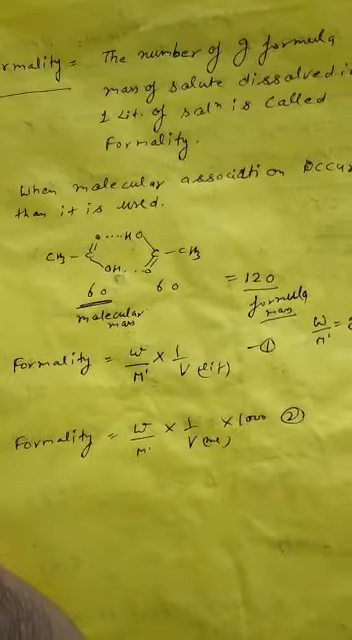 rmality = The number of g formula
mass of salute dissolved i
1 Lit. of solⁿ is called
Formality.
When molecular association occur
than it is used.
O....HO
CH₃ - C C - CH₃
OH...O
60 60 = 120
molecular mass
formula mass
Formality = W/M' × 1/V (lit) - ① W/M' =
Formality = W/M' × 1/V (ml) × 1000 ②